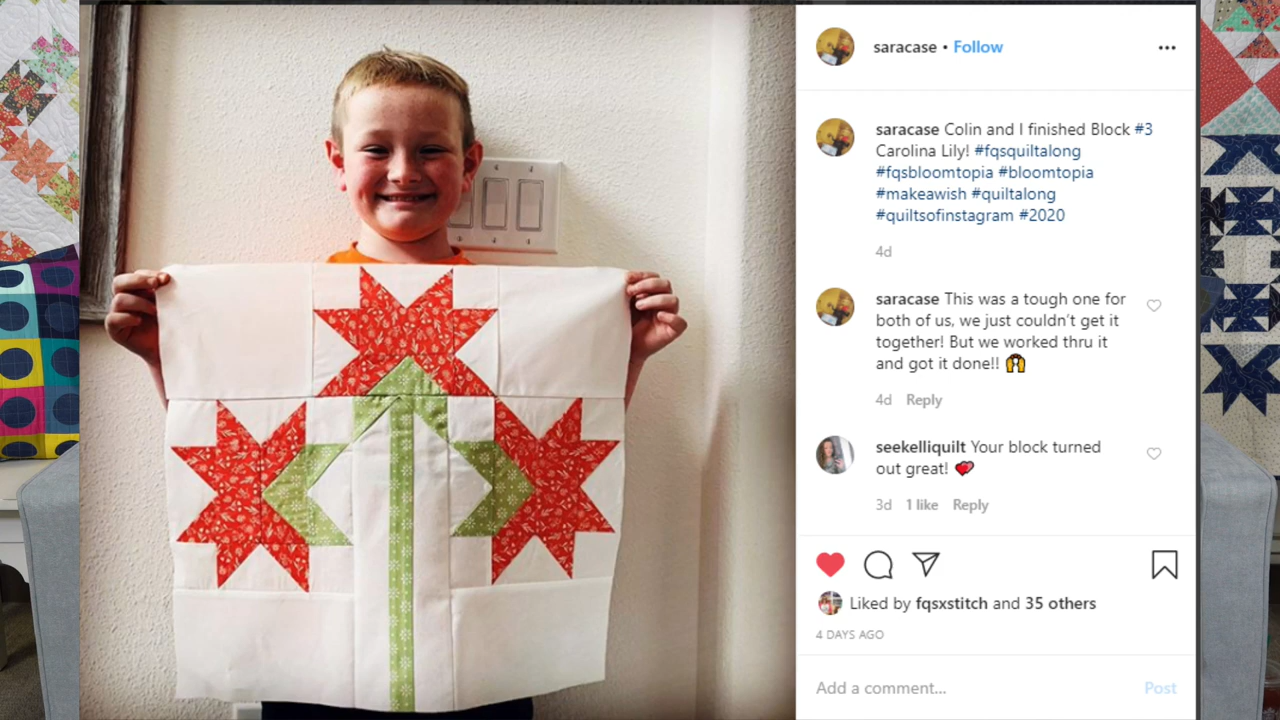 saracase • Follow
saracase Colin and I finished Block #3
Carolina Lily! #fqsquiltalong
#fqsbloomtopia #bloomtopia
#makeawish #quiltalong
#quiltsofinstagram #2020
4d
saracase This was a tough one for
both of us, we just couldn't get it
together! But we worked thru it
and got it done!! 🙌
4d Reply
seekelliquilt Your block turned
out great! 💕
3d 1 like Reply
Liked by fqsxstitch and 35 others
4 DAYS AGO
Add a comment... Post